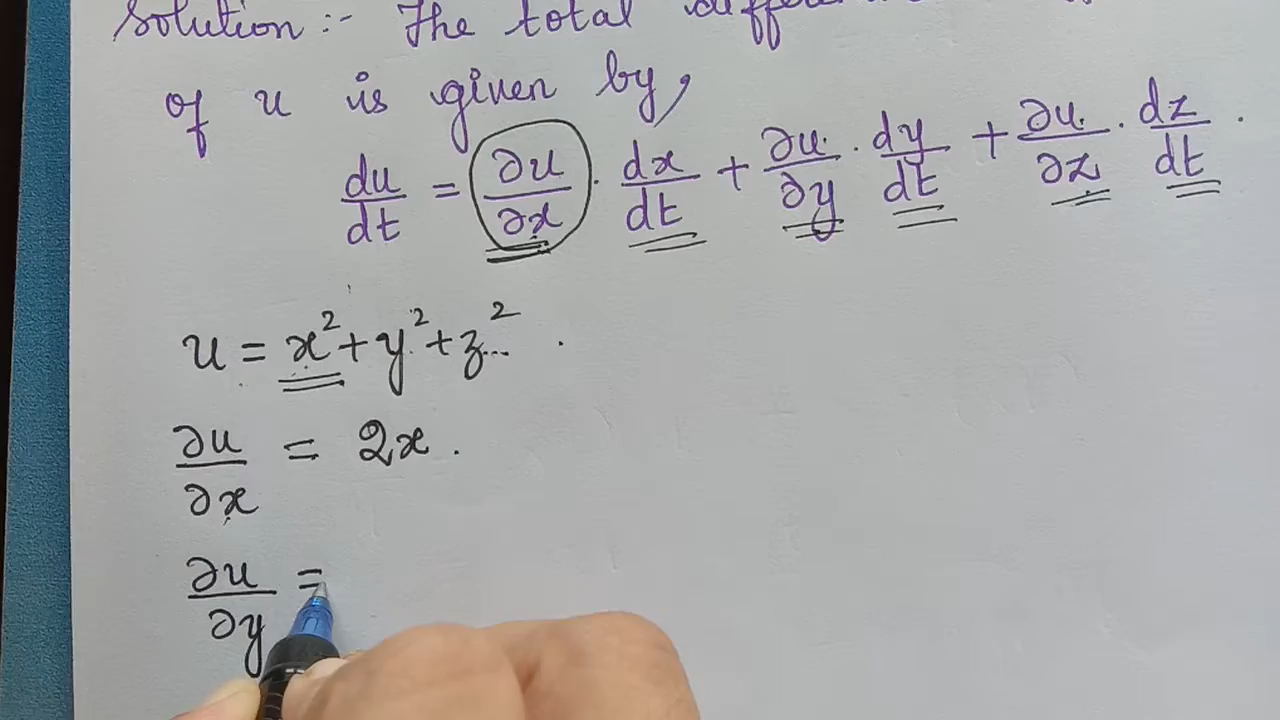 Solution :- The total
of u is given by,
du/dt = ∂u/∂x . dx/dt + ∂u/∂y . dy/dt + ∂u/∂z . dz/dt .
u = x² + y² + z² .
∂u/∂x = 2x .
∂u/∂y =